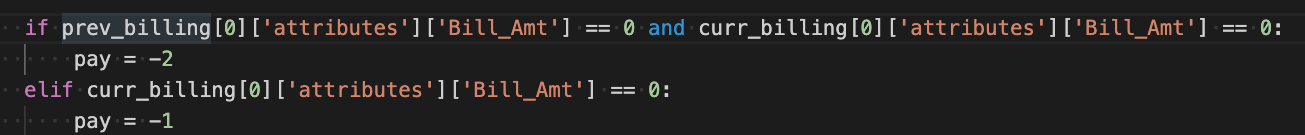 if prev_billing[0]['attributes']['Bill_Amt'] == 0 and curr_billing[0]['attributes']['Bill_Amt'] == 0:
    pay = -2
elif curr_billing[0]['attributes']['Bill_Amt'] == 0:
    pay = -1